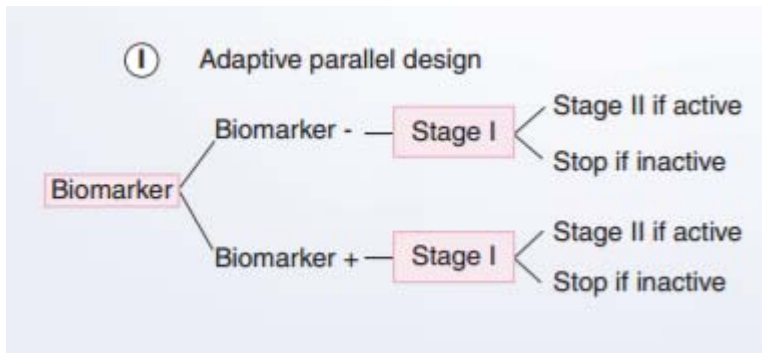 I Adaptive parallel design
Biomarker
Biomarker - Stage I
Stage II if active
Stop if inactive
Biomarker + Stage I
Stage II if active
Stop if inactive